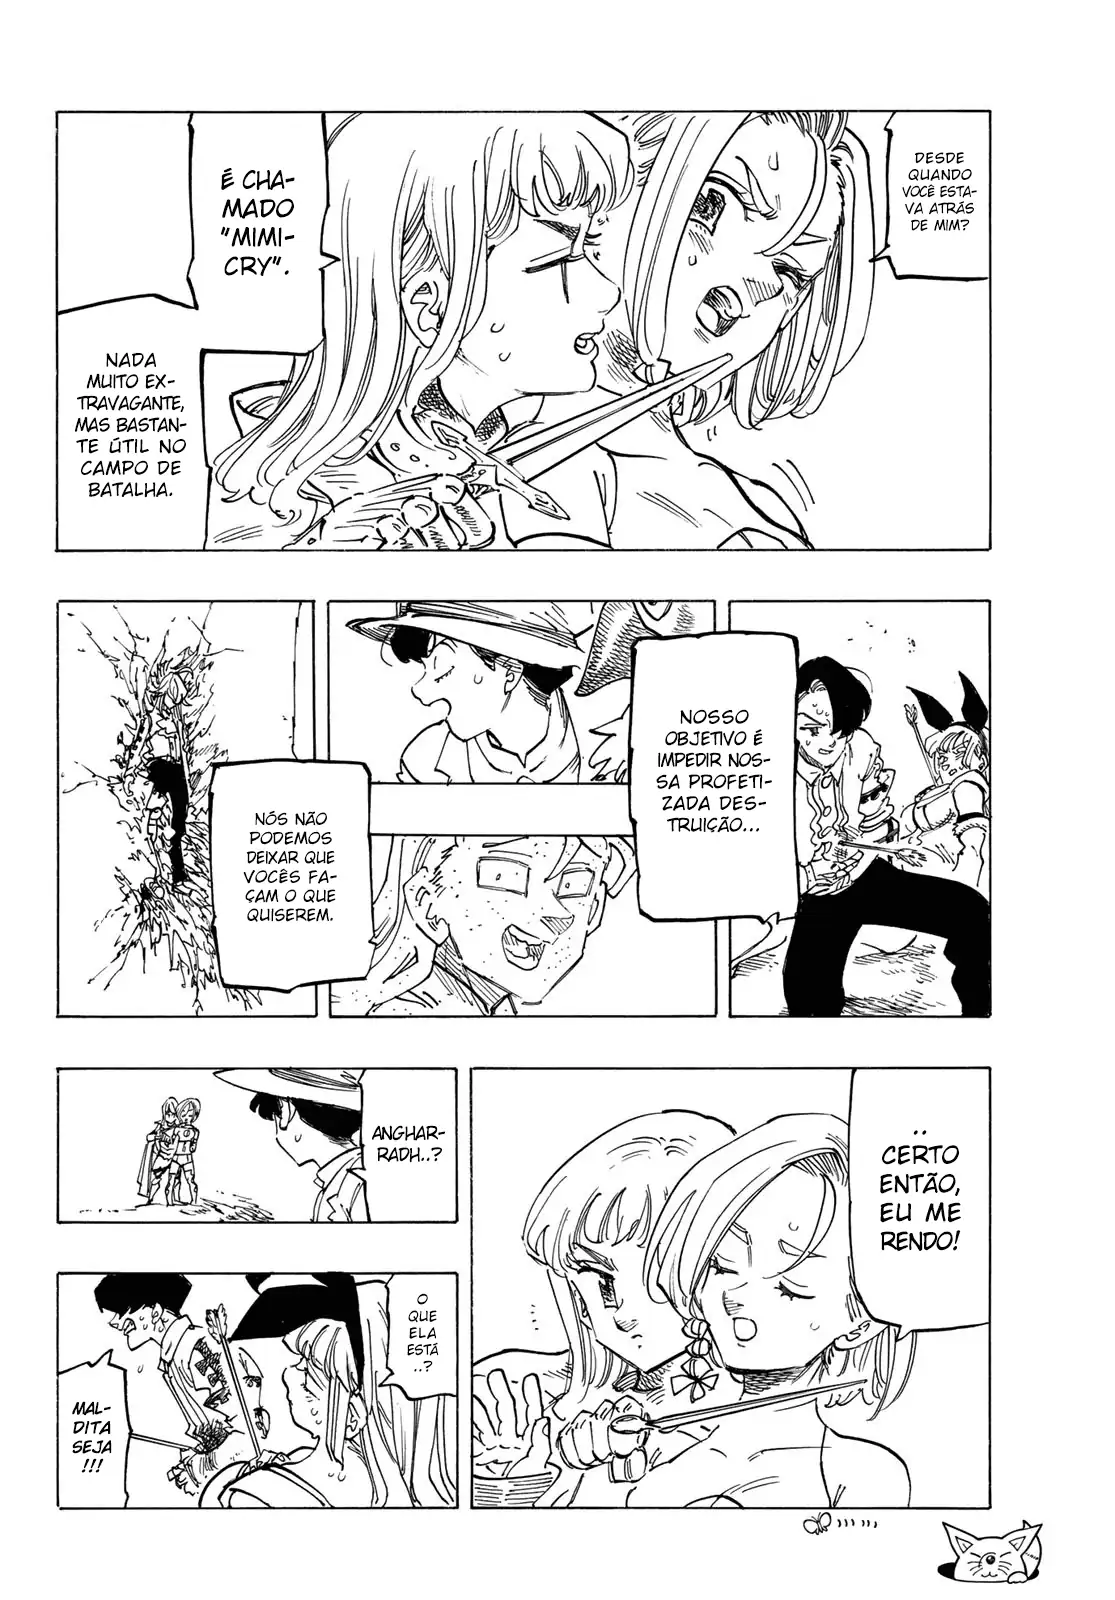 DESDE
QUANDO
VOCÊ ESTA-
VA ATRÁS
DE MIM?
É CHA-
MADO
"MIMI-
CRY".
NADA
MUITO EX-
TRAVAGANTE,
MAS BASTAN-
TE ÚTIL NO
CAMPO DE
BATALHA.
NOSSO
OBJETIVO É
IMPEDIR NOS-
SA PROFETI-
ZADA DES-
TRUIÇÃO...
NÓS NÃO
PODEMOS
DEIXAR QUE
VOCÊS FA-
ÇAM O QUE
QUISEREM.
..
CERTO
ENTÃO,
EU ME
RENDO!
ANGHAR-
RADH..?
O
QUE
ELA ESTÁ
..?
MAL-
DITA
SEJA
!!!